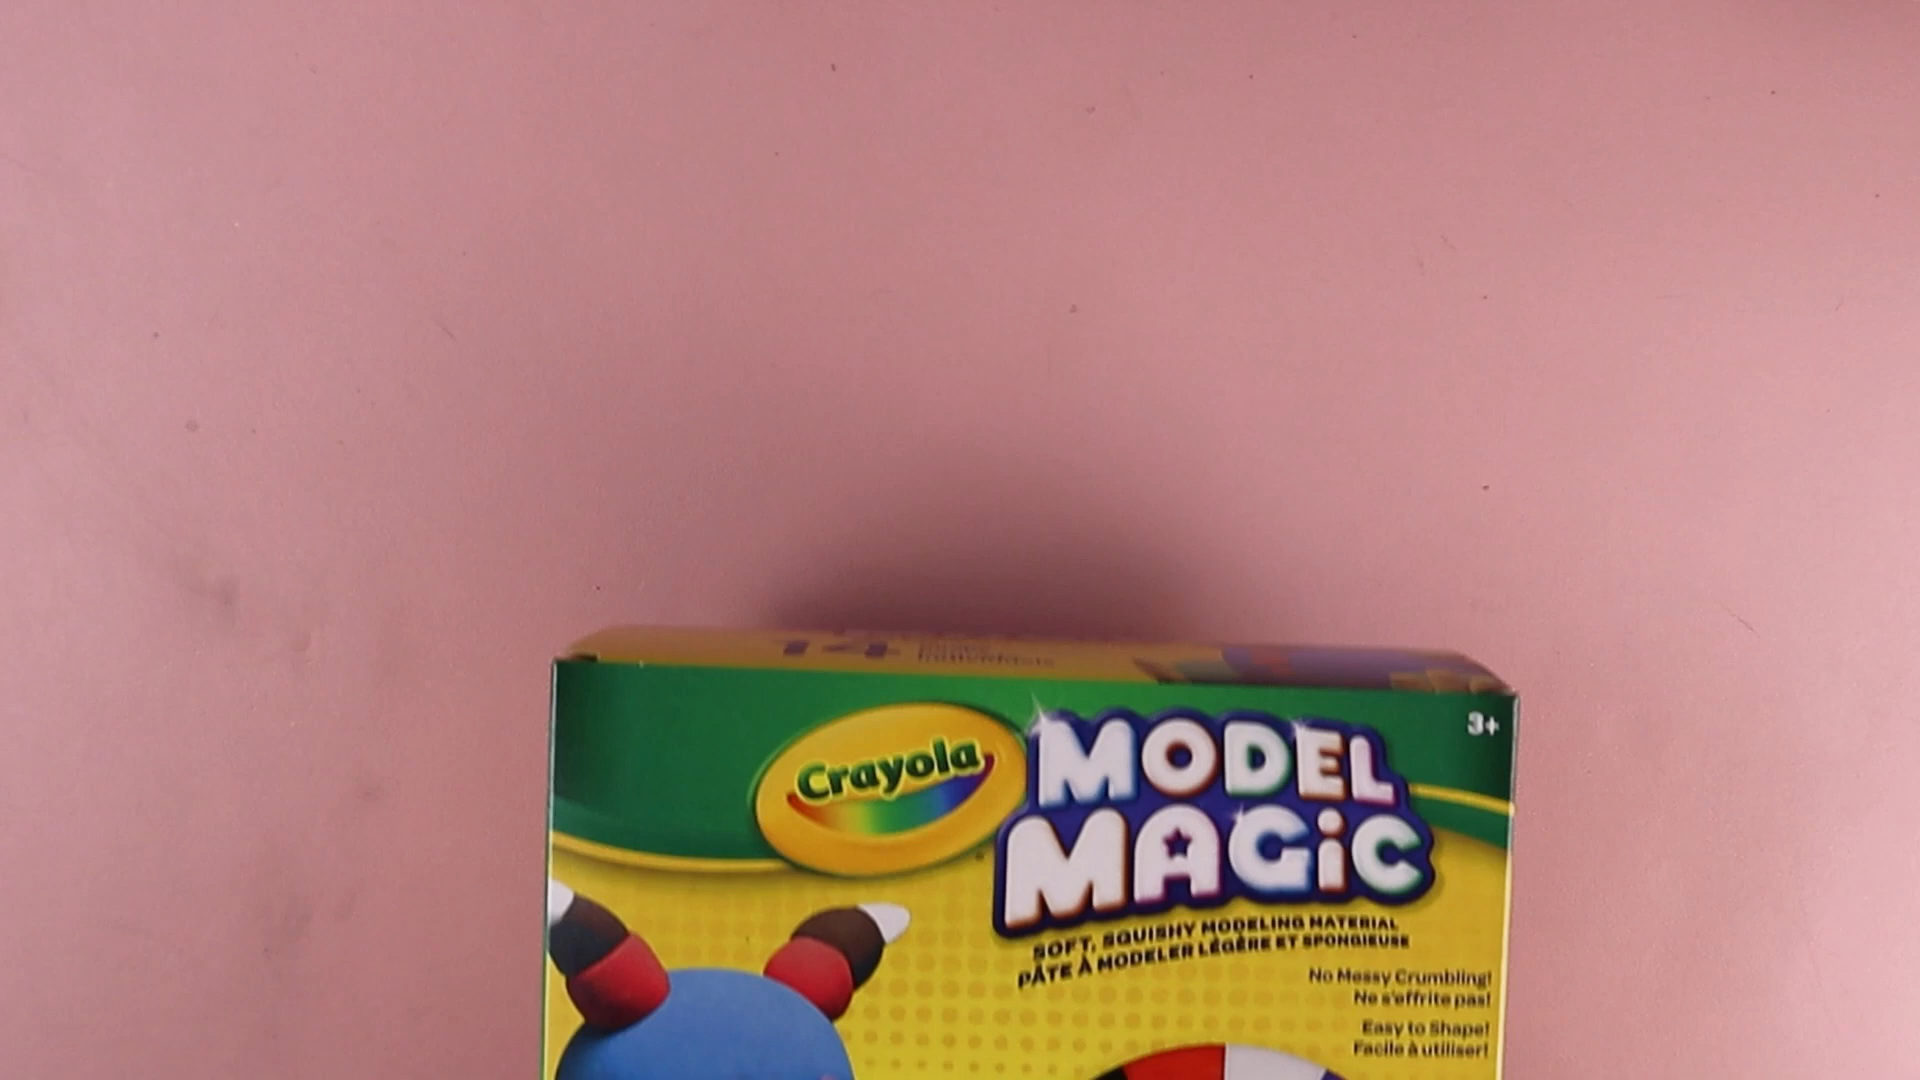 14
Crayola
MODEL
MAGiC
3+
SOFT, SQUISHY MODELING MATERIAL
PÂTE À MODELER LÉGÈRE ET SPONGIEUSE
No Messy Crumbling!
Ne s'effrite pas!
Easy to Shape!
Facile à utiliser!